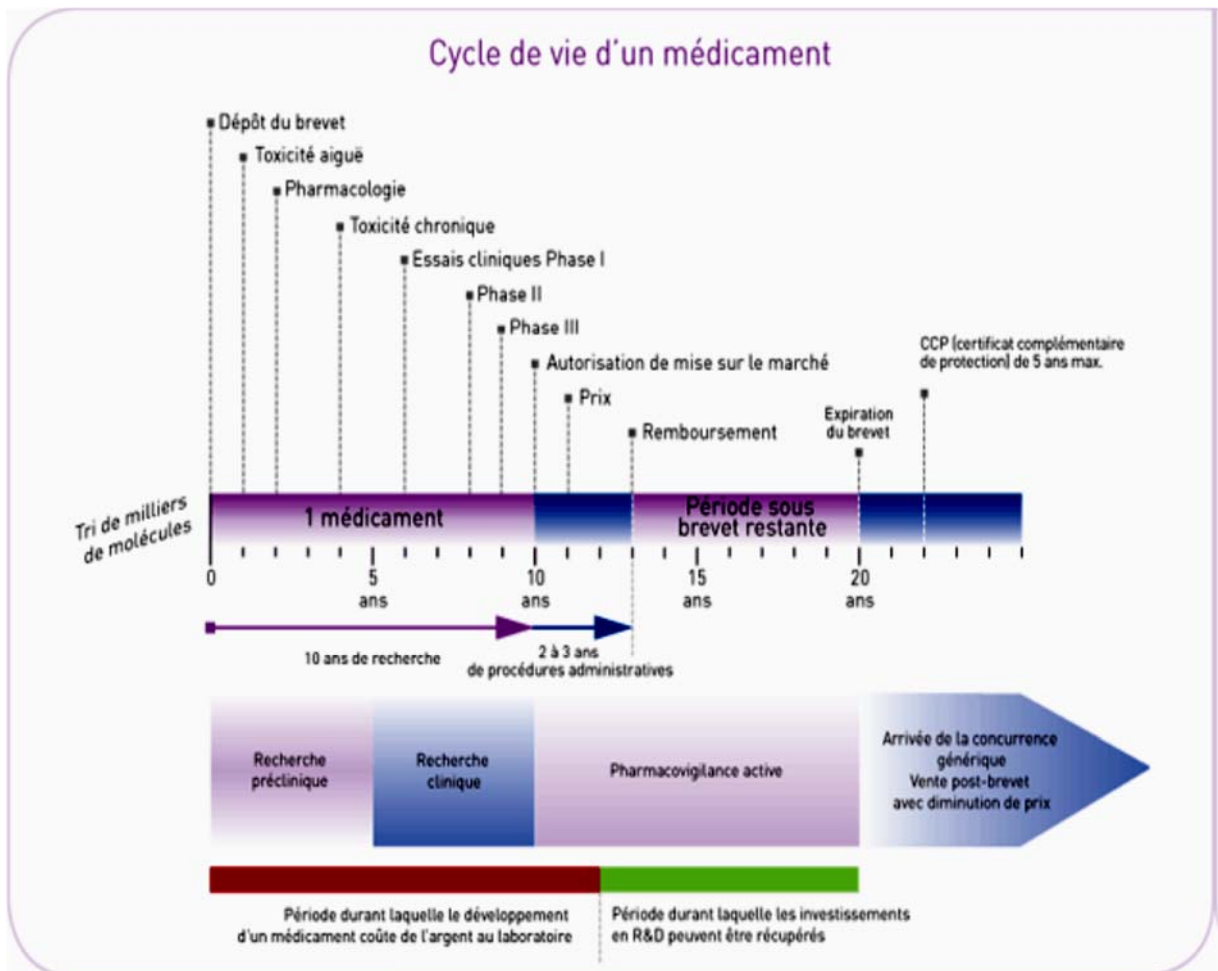 Cycle de vie d'un médicament
Dépôt du brevet
Toxicité aiguë
Pharmacologie
Toxicité chronique
Essais cliniques Phase I
Phase II
Phase III
Autorisation de mise sur le marché
Prix
Remboursement
Expiration
du brevet
CCP (certificat complémentaire
de protection) de 5 ans max.
Tri de milliers
de molécules
1 médicament
Période sous
brevet restante
0
5
ans
10
ans
15
ans
20
ans
10 ans de recherche
2 à 3 ans
de procédures administratives
Recherche
préclinique
Recherche
clinique
Pharmacovigilance active
Arrivée de la concurrence
générique
Vente post-brevet
avec diminution de prix
Période durant laquelle le développement
d'un médicament coûte de l'argent au laboratoire
Période durant laquelle les investissements
en R&D peuvent être récupérés